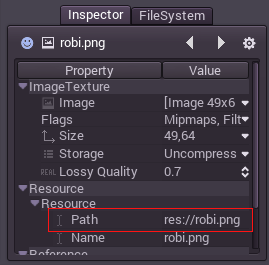 Inspector FileSystem
robi.png
Property Value
ImageTexture
Image [Image 49x6
Flags Mipmaps, Filt
Size 49,64
Storage Uncompress
REAL Lossy Quality 0.7
Resource
Resource
Path res://robi.png
Name robi.png
Reference